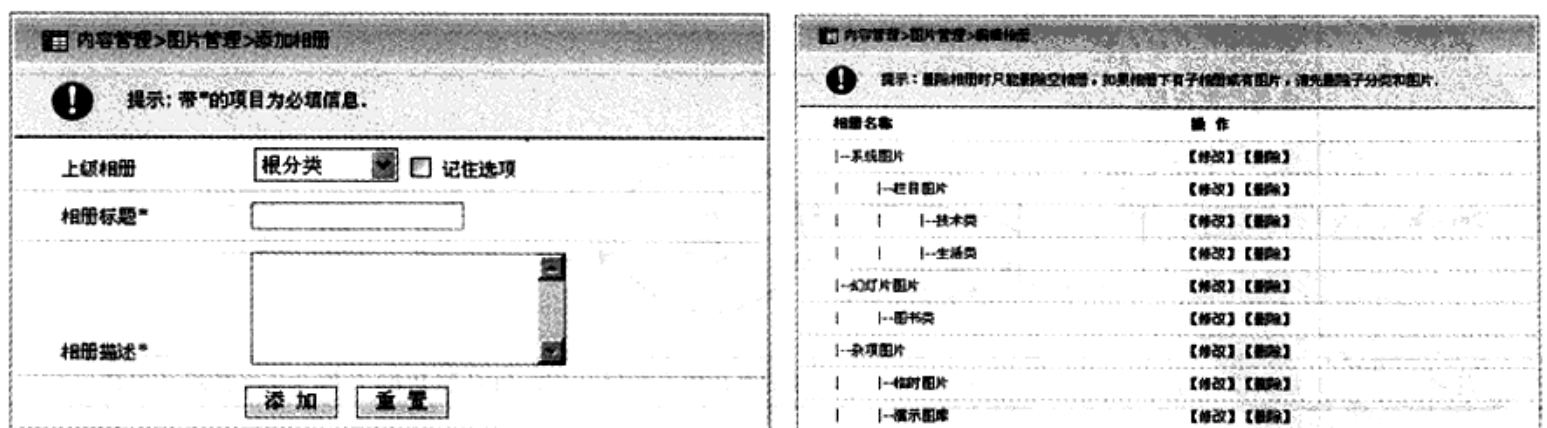 内容管理>图片管理>添加相册
提示: 带*的项目为必填信息.
上级相册 根分类 记住选项
相册标题*
相册描述*
添 加 重 置
内容管理>图片管理>编辑相册
提示：删除相册时只能删除空相册，如果相册下有子相册或有图片，请先删除子分类和图片.
相册名称 操 作
|--系统图片 【修改】【删除】
| |--栏目图片 【修改】【删除】
| | |--技术类 【修改】【删除】
| | |--生活类 【修改】【删除】
|--幻灯片图片 【修改】【删除】
| |--图书类 【修改】【删除】
|--杂项图片 【修改】【删除】
| |--临时图片 【修改】【删除】
| |--演示图库 【修改】【删除】